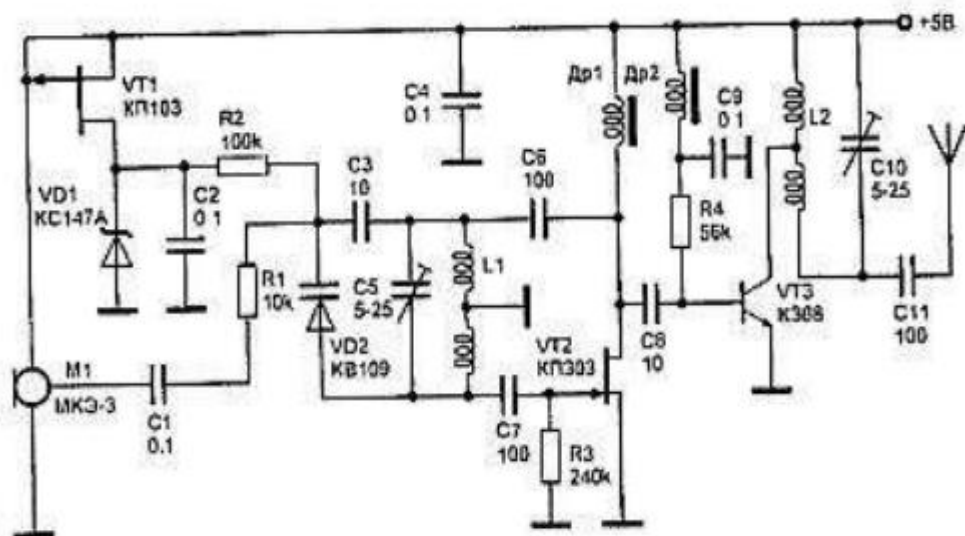 +5В
VT1
КП103
R2
100k
C4
0.1
Др1
Др2
C9
0.1
L2
C10
5-25
VD1
КС147А
C2
0.1
C3
10
C6
100
R4
56k
R1
10k
C5
5-25
L1
VD2
КВ109
VT2
КП303
C8
10
VT3
К368
C11
100
M1
МКЭ-3
C1
0.1
C7
100
R3
240k